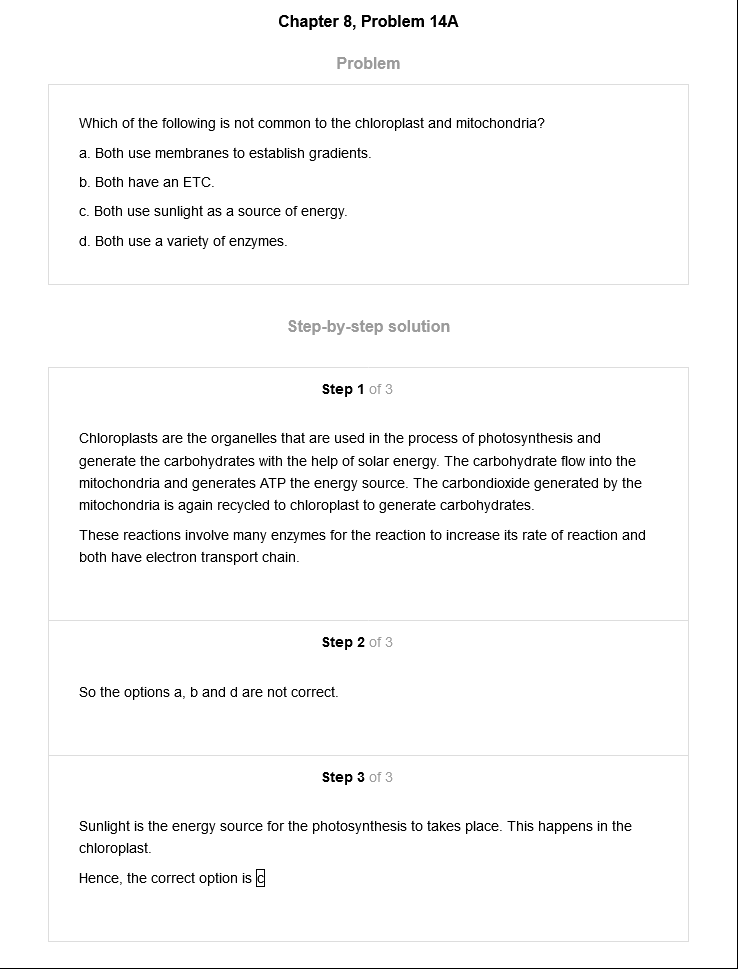 Chapter 8, Problem 14A
Problem
Which of the following is not common to the chloroplast and mitochondria?
a. Both use membranes to establish gradients.
b. Both have an ETC.
c. Both use sunlight as a source of energy.
d. Both use a variety of enzymes.
Step-by-step solution
Step 1 of 3
Chloroplasts are the organelles that are used in the process of photosynthesis and
generate the carbohydrates with the help of solar energy. The carbohydrate flow into the
mitochondria and generates ATP the energy source. The carbondioxide generated by the
mitochondria is again recycled to chloroplast to generate carbohydrates.
These reactions involve many enzymes for the reaction to increase its rate of reaction and
both have electron transport chain.
Step 2 of 3
So the options a, b and d are not correct.
Step 3 of 3
Sunlight is the energy source for the photosynthesis to takes place. This happens in the
chloroplast.
Hence, the correct option is c